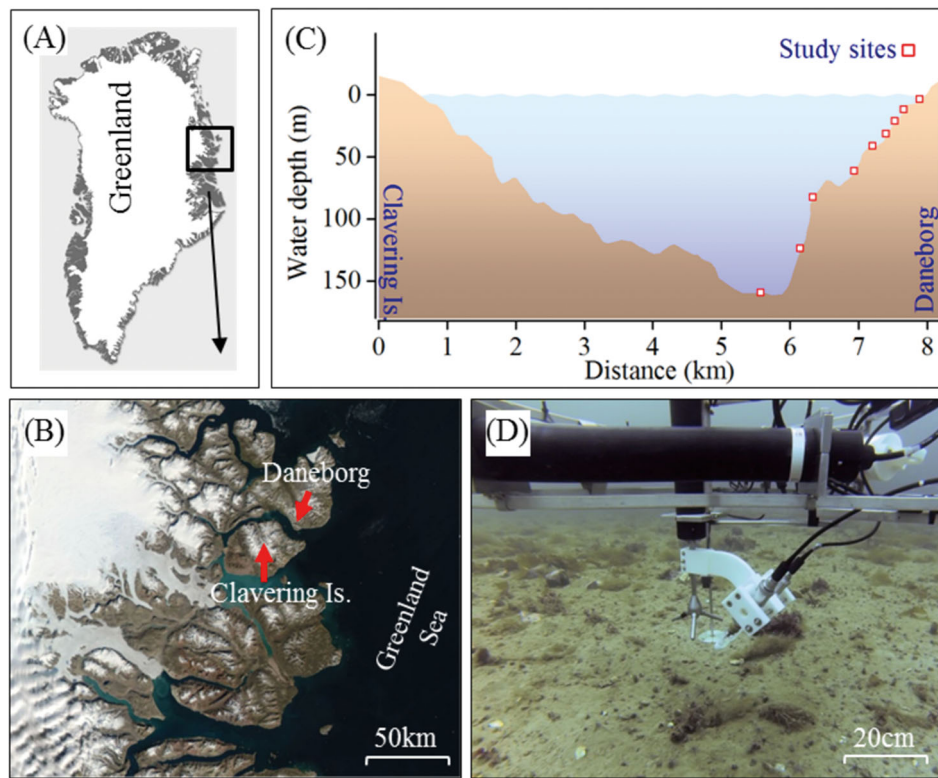 (A)
Greenland
(C)
Study sites
Water depth (m)
0
50
100
150
Clavering Is.
Daneborg
0 1 2 3 4 5 6 7 8
Distance (km)
(B)
Daneborg
Clavering Is.
Greenland
Sea
50km
(D)
20cm